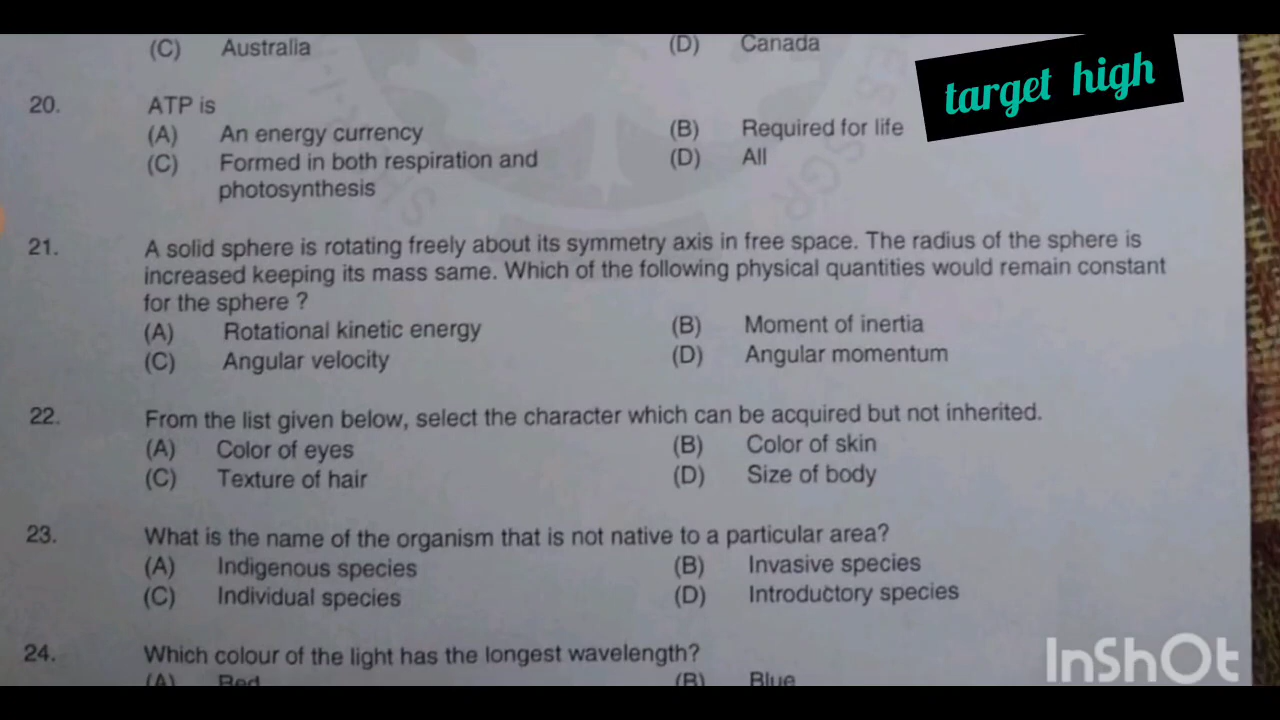 (C) Australia (D) Canada
target high
20. ATP is
(A) An energy currency (B) Required for life
(C) Formed in both respiration and (D) All
photosynthesis
21. A solid sphere is rotating freely about its symmetry axis in free space. The radius of the sphere is
increased keeping its mass same. Which of the following physical quantities would remain constant
for the sphere ?
(A) Rotational kinetic energy (B) Moment of inertia
(C) Angular velocity (D) Angular momentum
22. From the list given below, select the character which can be acquired but not inherited.
(A) Color of eyes (B) Color of skin
(C) Texture of hair (D) Size of body
23. What is the name of the organism that is not native to a particular area?
(A) Indigenous species (B) Invasive species
(C) Individual species (D) Introductory species
24. Which colour of the light has the longest wavelength?
(A) Red (B) Blue
InShOt